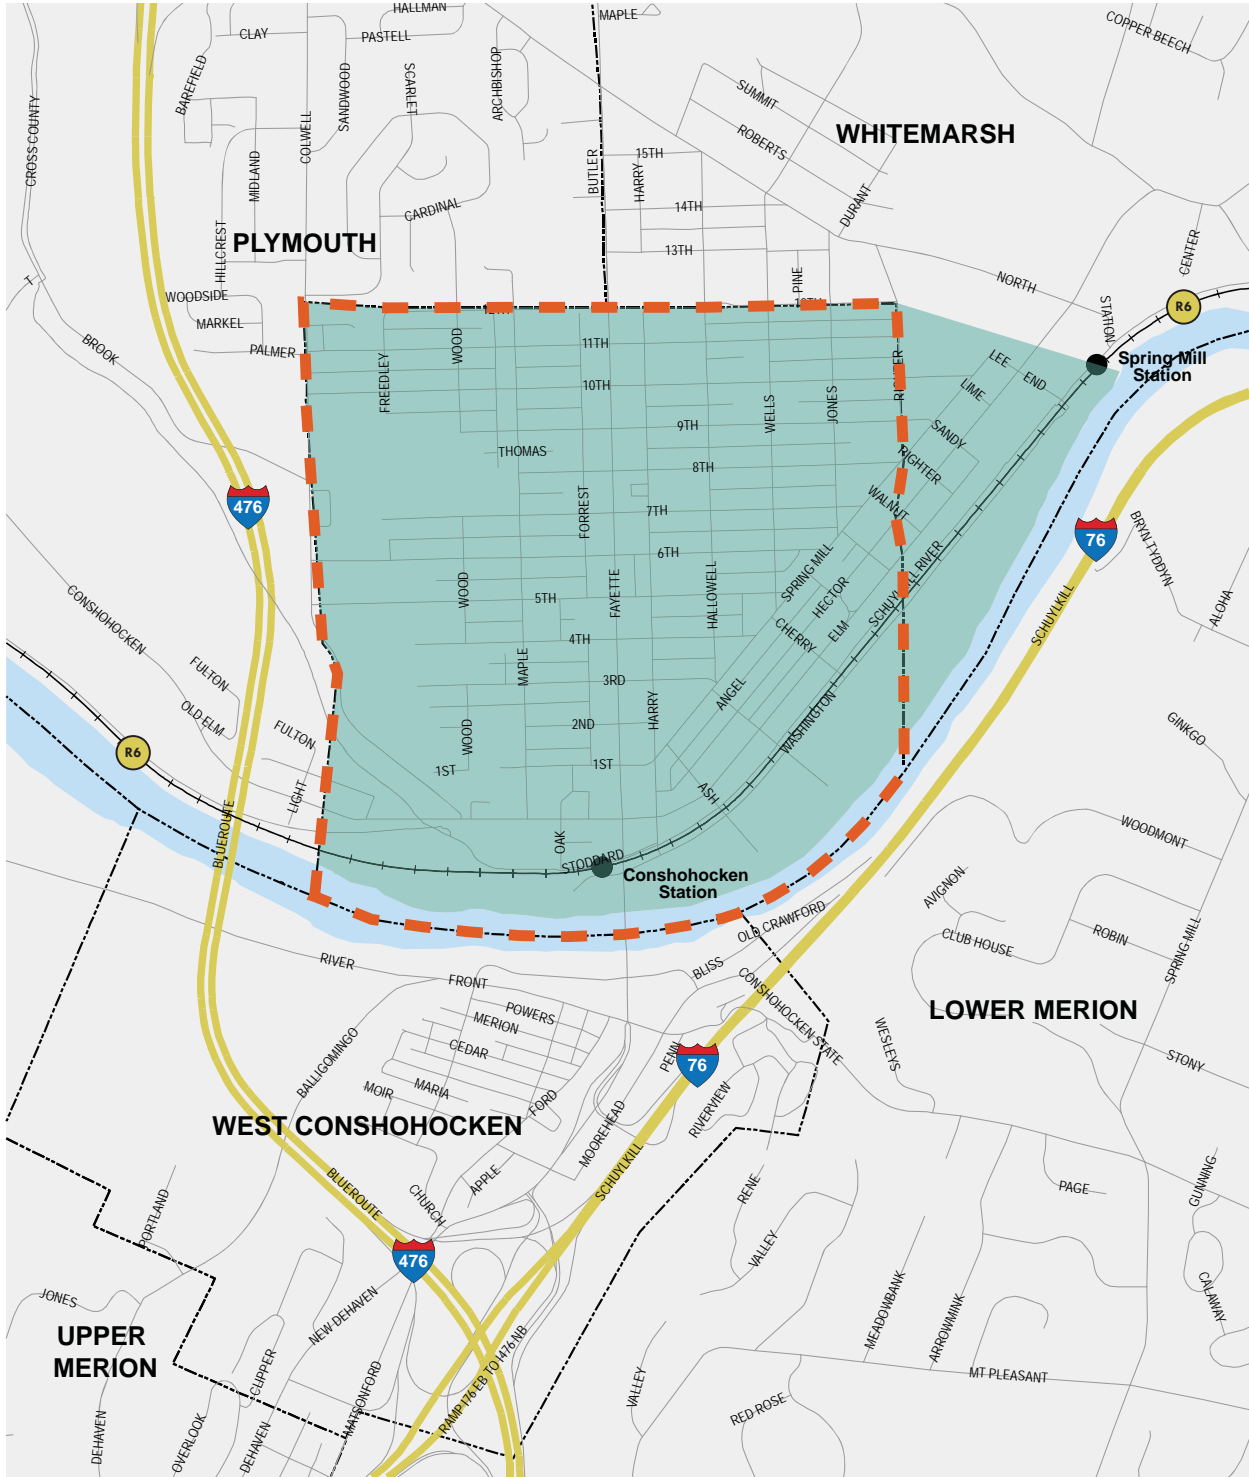 HALLMAN
MAPLE
COPPER BEECH
CLAY
PASTELL
BAREFIELD
SANDWOOD
SCARLET
ARCHBISHOP
CROSS COUNTY
COLWELL
SUMMIT
ROBERTS
WHITEMARSH
MIDLAND
BUTLER
15TH
HARRY
14TH
DURANT
CARDINAL
HILLCREST
PLYMOUTH
13TH
CENTER
PINE
NORTH
WOODSIDE
STATION
R6
MARKEL
PALMER
BROOK
WOOD
11TH
FREEDLEY
RIGHTER
LEE
END
Spring Mill
Station
10TH
LIME
WELLS
JONES
9TH
SANDY
THOMAS
8TH
RIGHTER
476
FORREST
7TH
WALNUT
76
BRYN TYDDYN
6TH
SPRING MILL
SCHUYLKILL RIVER
CONSHOHOCKEN
WOOD
5TH
FAYETTE
HALLOWELL
HECTOR
ELM
CHERRY
SCHUYLKILL
ALOHA
4TH
FULTON
MAPLE
3RD
ANGEL
OLD ELM
FULTON
WOOD
2ND
HARRY
WASHINGTON
GINKGO
R6
1ST
1ST
LIGHT
ASH
BLUEROUTE
OAK
STODDARD
WOODMONT
Conshohocken
Station
AVIGNON
OLD CRAWFORD
CLUB HOUSE
ROBIN
SPRING MILL
RIVER
FRONT
BLISS
CONSHOHOCKEN STATE
LOWER MERION
POWERS
MERION
CEDAR
PENN
WESLEYS
STONY
BALLIGOMINGO
76
MOIR
MARIA
FORD
RIVERVIEW
MOOREHEAD
WEST CONSHOHOCKEN
SCHUYLKILL
APPLE
BLUEROUTE
CHURCH
RENE
PAGE
GUNNING
PORTLAND
VALLEY
476
JONES
NEW DEHAVEN
MEADOWBANK
ARROWMINK
CALAWAY
UPPER
MERION
CLIPPER
RAMP I76 EB TO I476 NB
MT PLEASANT
VALLEY
MATSONFORD
RED ROSE
DEHAVEN
OVERLOOK
DEHAVEN